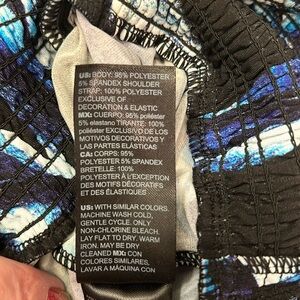 US: BODY: 95% POLYESTER
5% SPANDEX SHOULDER
STRAP: 100% POLYESTER
EXCLUSIVE OF
DECORATION & ELASTIC
MX: CUERPO: 95% poliéster
5% elastano TIRANTE: 100%
poliéster EXCLUSIVO DE LOS
MOTIVOS DECORATIVOS Y
LAS PARTES ELÁSTICAS
CA: CORPS: 95%
POLYESTER 5% SPANDEX
BRETELLE: 100%
POLYESTER À L'EXCEPTION
DES MOTIFS DÉCORATIFS
ET DES ÉLASTIQUES
US: WITH SIMILAR COLORS.
MACHINE WASH COLD,
GENTLE CYCLE. ONLY
NON-CHLORINE BLEACH.
LAY FLAT TO DRY. WARM
IRON. MAY BE DRY
CLEANED MX: CON
COLORES SIMILARES,
LAVAR A MÁQUINA CON